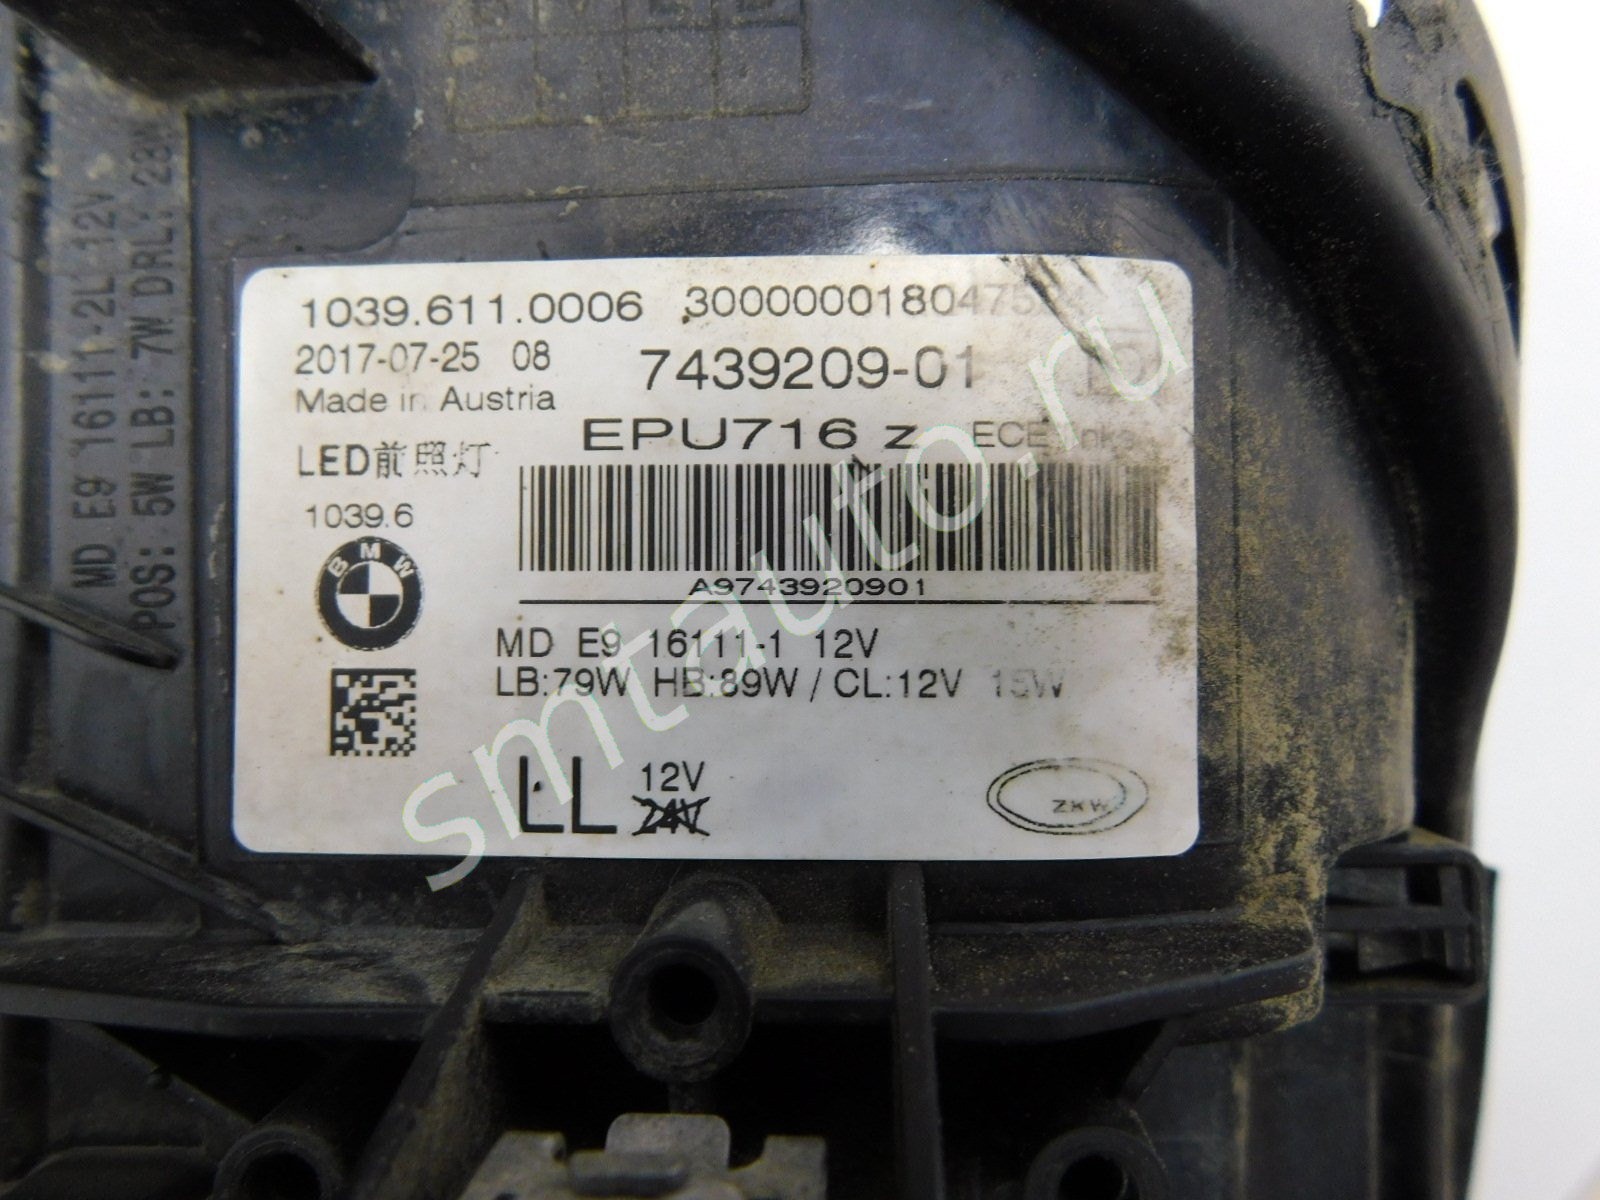 MD E9 16111-2L 12V
POS: 5W LB: 7W DRL: 28W
1039.611.0006
2017-07-25 08 7439209-01
Made in Austria
EPU716 z ECE
LED前照灯
1039.6
A9743920901
BMW
MD E9 16111-1 12V
LB:79W HB:89W / CL:12V 15W
LL 12V
24V
ZKW
smtauto.ru